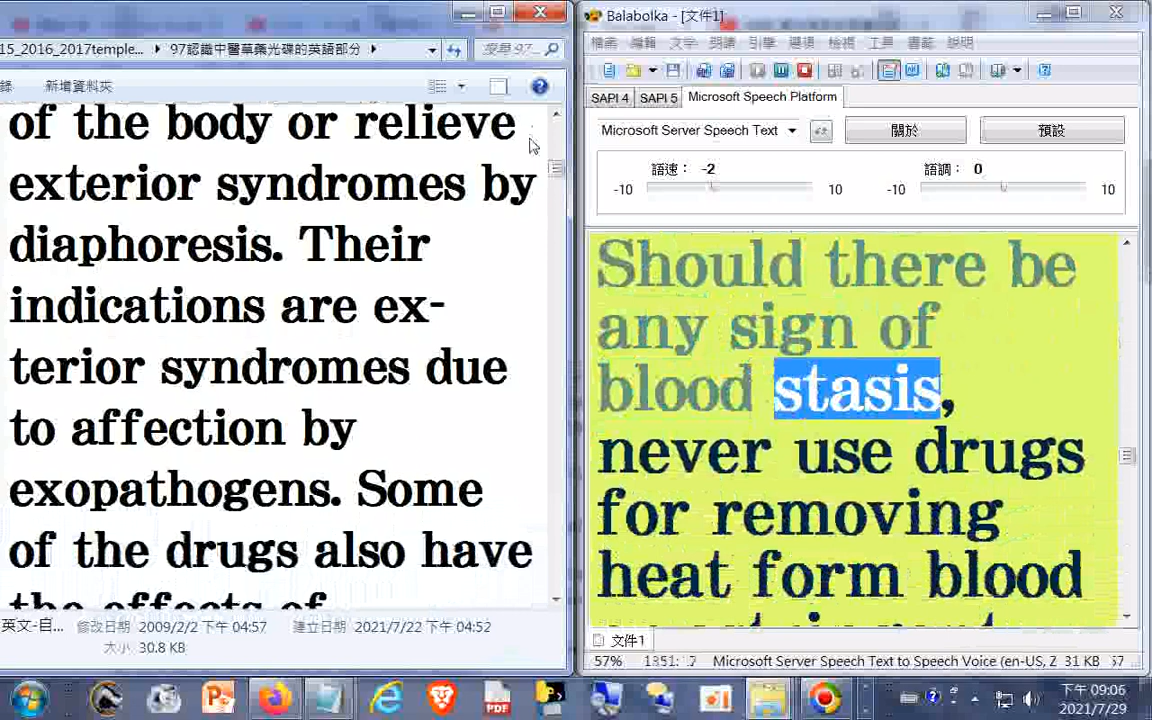 15_2016_2017temple... ▸ 97認識中醫草藥光碟的英語部分 ▸
搜尋 97...
錄 新增資料夾
of the body or relieve
exterior syndromes by
diaphoresis. Their
indications are ex-
terior syndromes due
to affection by
exopathogens. Some
of the drugs also have
the effects of
英文-自... 修改日期 2009/2/2 下午 04:57 建立日期 2021/7/22 下午 04:52
大小 30.8 KB
Balabolka - [文件1]
檔案 編輯 文字 朗讀 引擎 選項 檢視 工具 書籤 說明
SAPI 4 SAPI 5 Microsoft Speech Platform
Microsoft Server Speech Text 關於 預設
語速: -2 語調: 0
-10 10 -10 10
Should there be
any sign of
blood stasis,
never use drugs
for removing
heat form blood
文件1
57% Microsoft Server Speech Text to Speech Voice (en-US, Z 31 KB
PDF
下午 09:06
2021/7/29